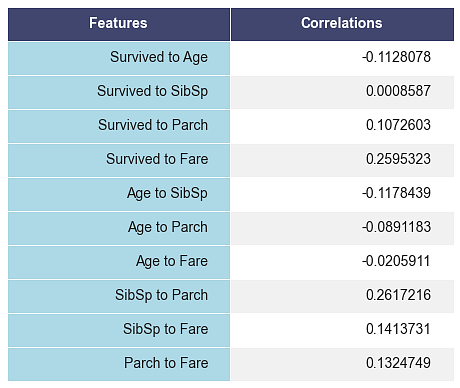 Features Correlations
Survived to Age -0.1128078
Survived to SibSp 0.0008587
Survived to Parch 0.1072603
Survived to Fare 0.2595323
Age to SibSp -0.1178439
Age to Parch -0.0891183
Age to Fare -0.0205911
SibSp to Parch 0.2617216
SibSp to Fare 0.1413731
Parch to Fare 0.1324749